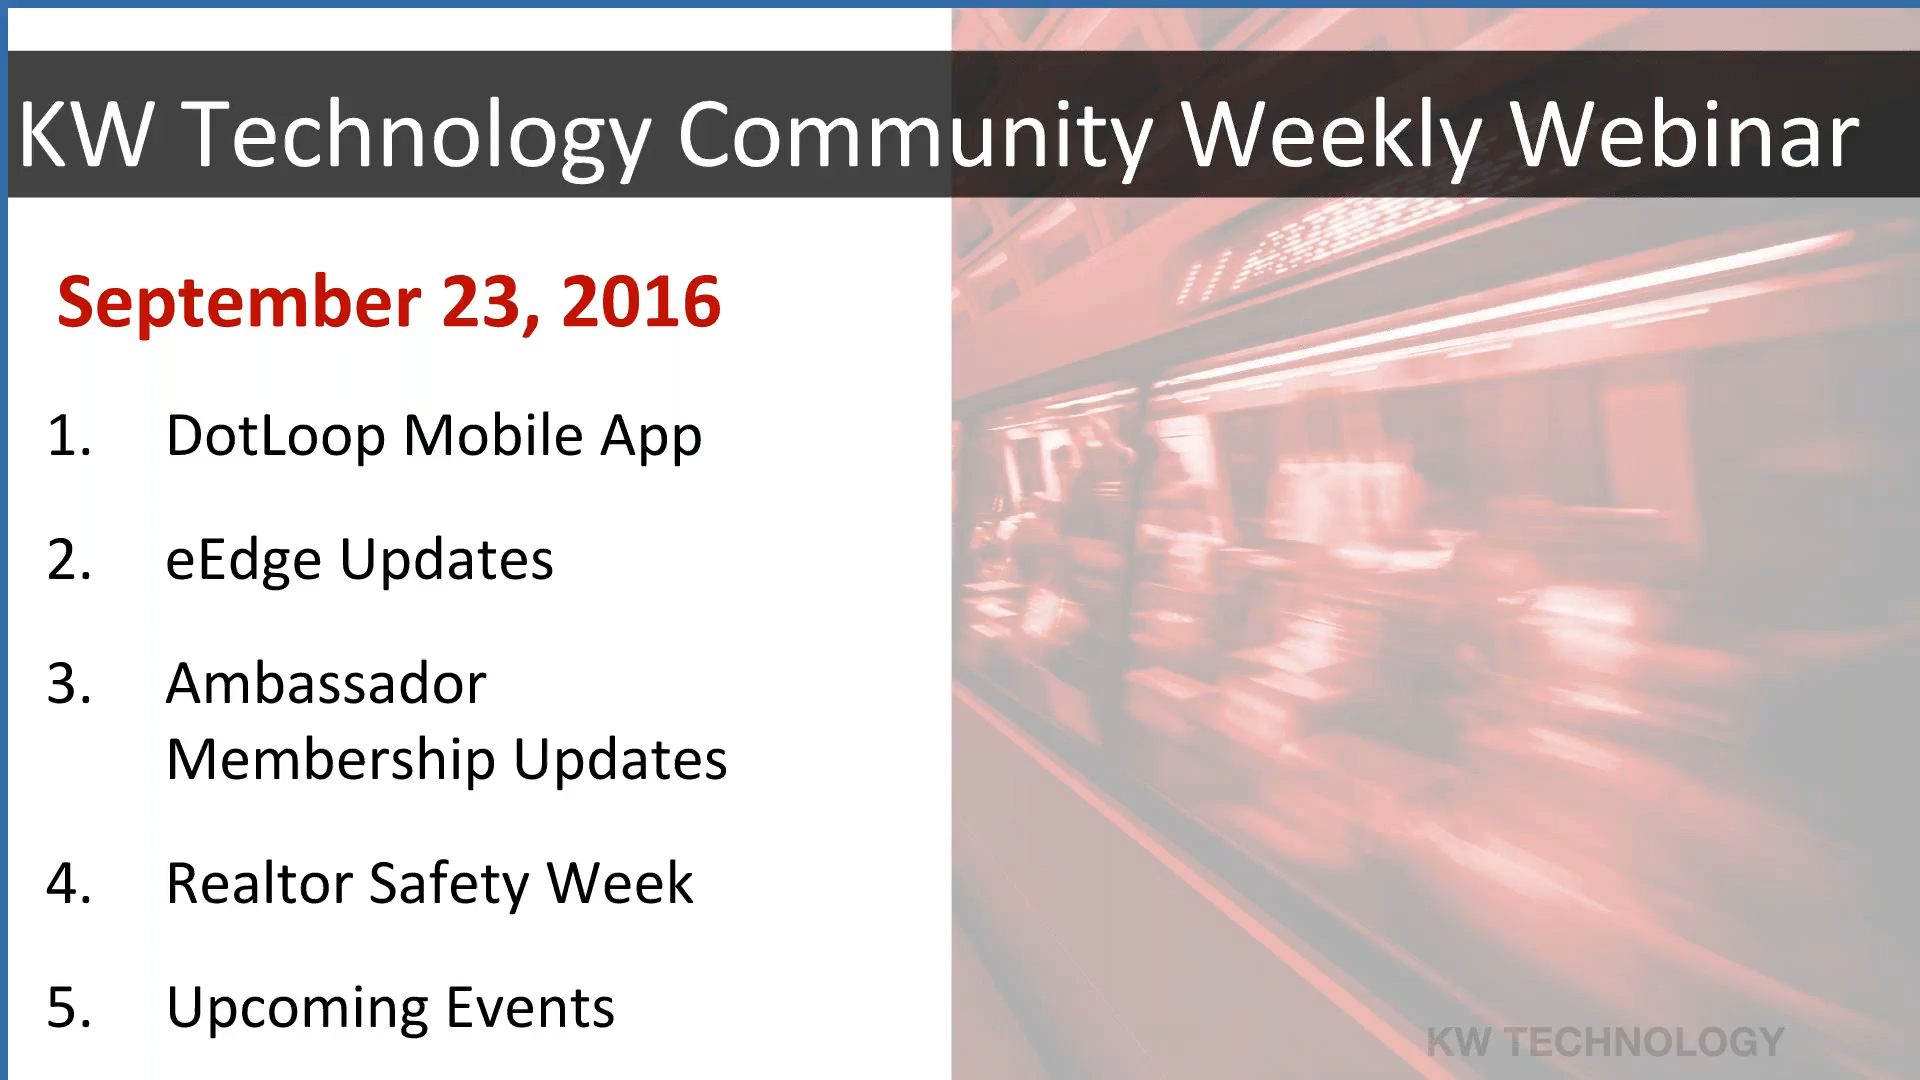 KW Technology Community Weekly Webinar
September 23, 2016
1. DotLoop Mobile App
2. eEdge Updates
3. Ambassador
Membership Updates
4. Realtor Safety Week
5. Upcoming Events
KW TECHNOLOGY